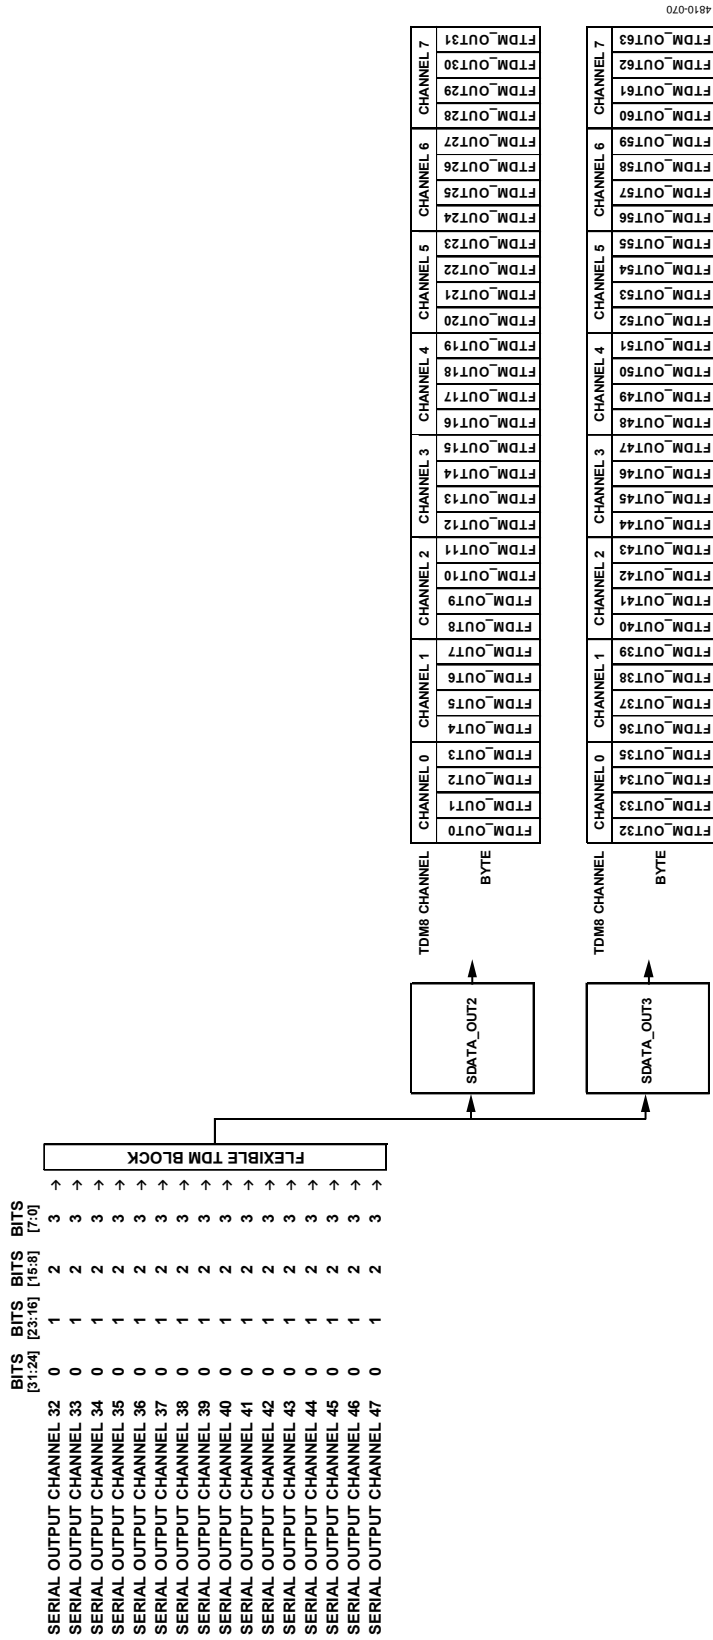 BITS [31:24] BITS [23:16] BITS [15:8] BITS [7:0]
SERIAL OUTPUT CHANNEL 32 0 1 2 3 →
SERIAL OUTPUT CHANNEL 33 0 1 2 3 →
SERIAL OUTPUT CHANNEL 34 0 1 2 3 →
SERIAL OUTPUT CHANNEL 35 0 1 2 3 →
SERIAL OUTPUT CHANNEL 36 0 1 2 3 →
SERIAL OUTPUT CHANNEL 37 0 1 2 3 →
SERIAL OUTPUT CHANNEL 38 0 1 2 3 →
SERIAL OUTPUT CHANNEL 39 0 1 2 3 →
SERIAL OUTPUT CHANNEL 40 0 1 2 3 →
SERIAL OUTPUT CHANNEL 41 0 1 2 3 →
SERIAL OUTPUT CHANNEL 42 0 1 2 3 →
SERIAL OUTPUT CHANNEL 43 0 1 2 3 →
SERIAL OUTPUT CHANNEL 44 0 1 2 3 →
SERIAL OUTPUT CHANNEL 45 0 1 2 3 →
SERIAL OUTPUT CHANNEL 46 0 1 2 3 →
SERIAL OUTPUT CHANNEL 47 0 1 2 3 →
FLEXIBLE TDM BLOCK
SDATA_OUT2
TDM8 CHANNEL
CHANNEL 0
CHANNEL 1
CHANNEL 2
CHANNEL 3
CHANNEL 4
CHANNEL 5
CHANNEL 6
CHANNEL 7
BYTE
FTDM_OUT0
FTDM_OUT1
FTDM_OUT2
FTDM_OUT3
FTDM_OUT4
FTDM_OUT5
FTDM_OUT6
FTDM_OUT7
FTDM_OUT8
FTDM_OUT9
FTDM_OUT10
FTDM_OUT11
FTDM_OUT12
FTDM_OUT13
FTDM_OUT14
FTDM_OUT15
FTDM_OUT16
FTDM_OUT17
FTDM_OUT18
FTDM_OUT19
FTDM_OUT20
FTDM_OUT21
FTDM_OUT22
FTDM_OUT23
FTDM_OUT24
FTDM_OUT25
FTDM_OUT26
FTDM_OUT27
FTDM_OUT28
FTDM_OUT29
FTDM_OUT30
FTDM_OUT31
SDATA_OUT3
TDM8 CHANNEL
CHANNEL 0
CHANNEL 1
CHANNEL 2
CHANNEL 3
CHANNEL 4
CHANNEL 5
CHANNEL 6
CHANNEL 7
BYTE
FTDM_OUT32
FTDM_OUT33
FTDM_OUT34
FTDM_OUT35
FTDM_OUT36
FTDM_OUT37
FTDM_OUT38
FTDM_OUT39
FTDM_OUT40
FTDM_OUT41
FTDM_OUT42
FTDM_OUT43
FTDM_OUT44
FTDM_OUT45
FTDM_OUT46
FTDM_OUT47
FTDM_OUT48
FTDM_OUT49
FTDM_OUT50
FTDM_OUT51
FTDM_OUT52
FTDM_OUT53
FTDM_OUT54
FTDM_OUT55
FTDM_OUT56
FTDM_OUT57
FTDM_OUT58
FTDM_OUT59
FTDM_OUT60
FTDM_OUT61
FTDM_OUT62
FTDM_OUT63
4810-070